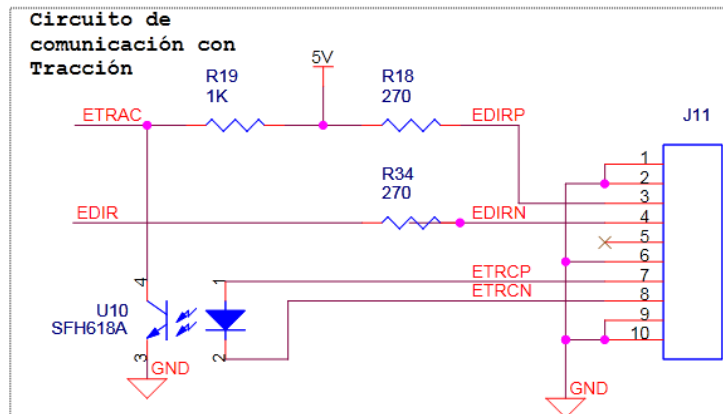 Circuito de
comunicación con
Tracción
5V
R19
1K
R18
270
J11
ETRAC
EDIRP
R34
270
EDIR
EDIRN
1
2
3
4
5
6
7
8
9
10
ETRCP
ETRCN
4
1
U10
SFH618A
3
2
GND
GND